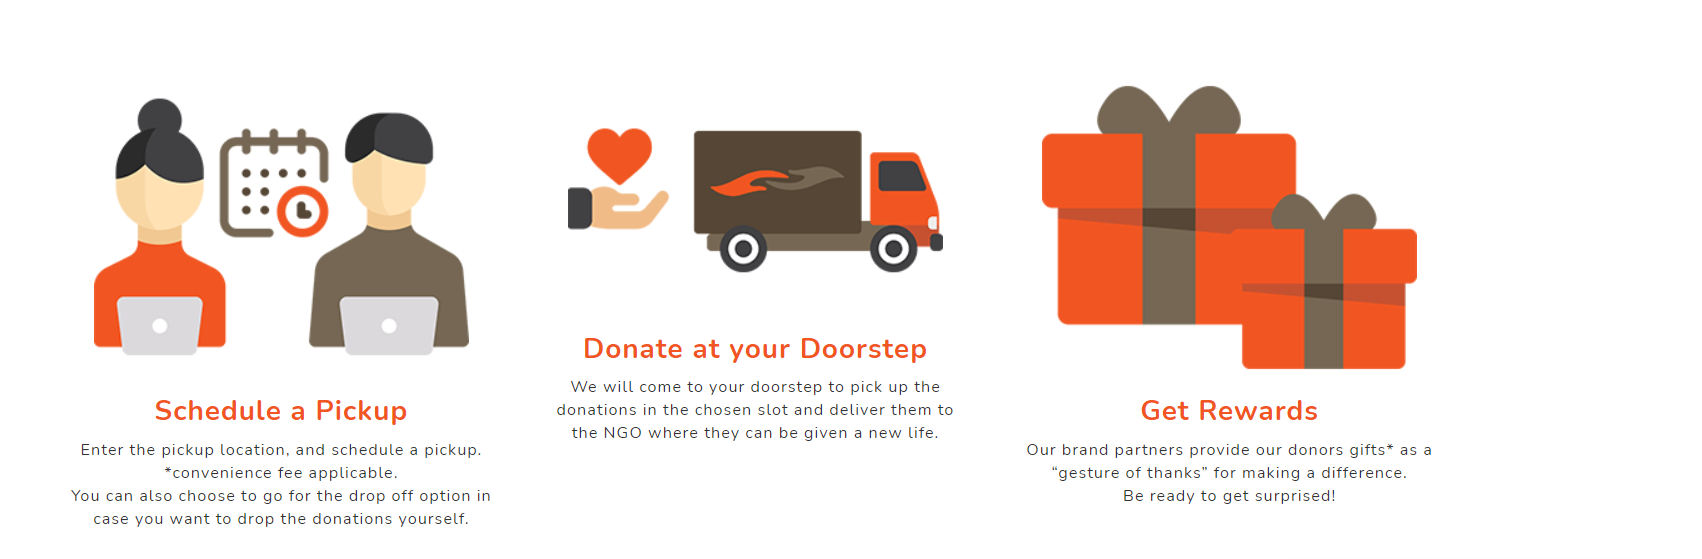 Schedule a Pickup
Enter the pickup location, and schedule a pickup.
*convenience fee applicable.
You can also choose to go for the drop off option in
case you want to drop the donations yourself.
Donate at your Doorstep
We will come to your doorstep to pick up the
donations in the chosen slot and deliver them to
the NGO where they can be given a new life.
Get Rewards
Our brand partners provide our donors gifts* as a
“gesture of thanks” for making a difference.
Be ready to get surprised!